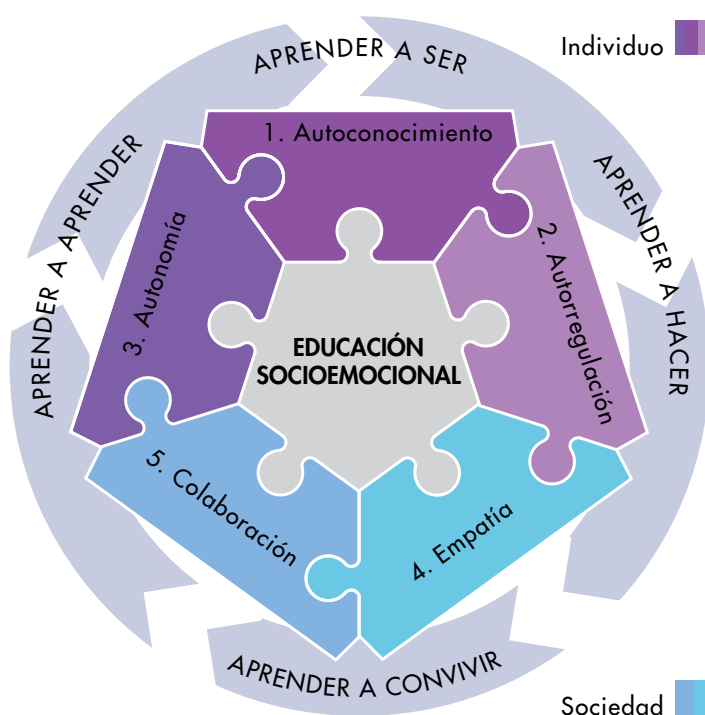 APRENDER A SER
Individuo
1. Autoconocimiento
APRENDER A APRENDER
APRENDER A HACER
2. Autorregulación
3. Autonomía
EDUCACIÓN
SOCIOEMOCIONAL
5. Colaboración
4. Empatía
APRENDER A CONVIVIR
Sociedad